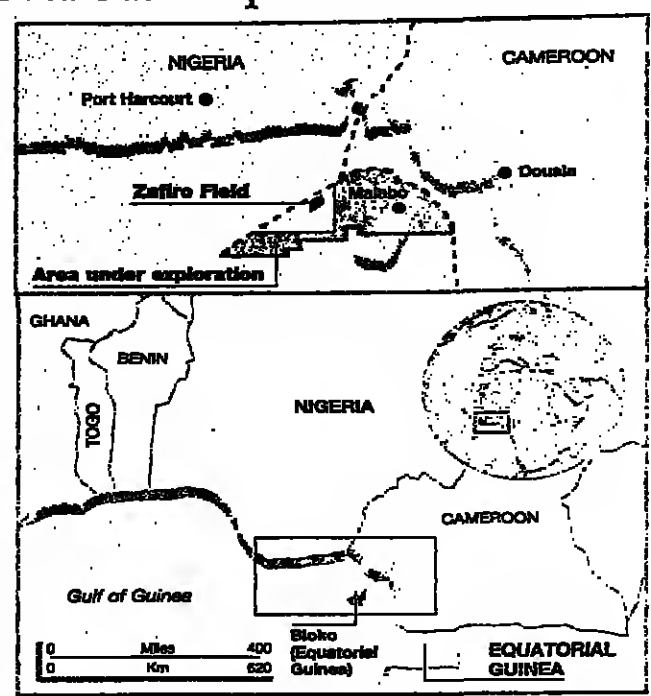 NIGERIA
CAMEROON
Port Harcourt
Douala
Zafiro Field
Malabo
Area under exploration
GHANA
BENIN
TOGO
NIGERIA
CAMEROON
Gulf of Guinea
0 Miles 400
0 Km 620
Bioko
(Equatorial
Guinea)
EQUATORIAL
GUINEA